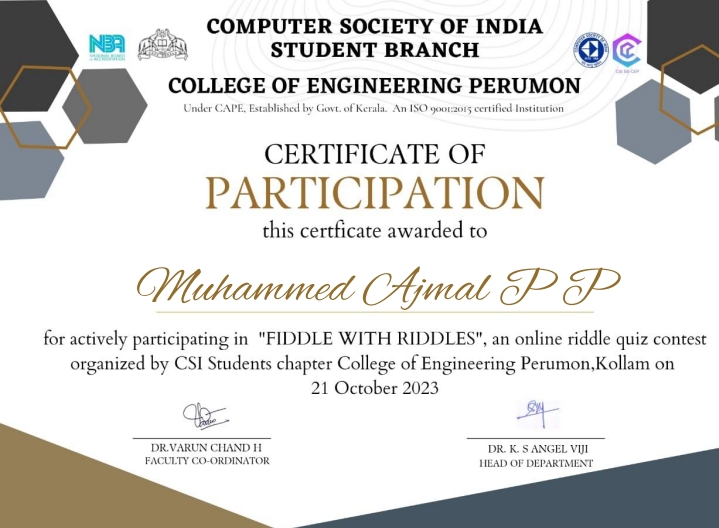 NBA
COMPUTER SOCIETY OF INDIA
STUDENT BRANCH
COLLEGE OF ENGINEERING PERUMON
Under CAPE, Established by Govt. of Kerala. An ISO 9001:2015 certified Institution
CERTIFICATE OF
PARTICIPATION
this certficate awarded to
Muhammed Ajmal P P
for actively participating in "FIDDLE WITH RIDDLES", an online riddle quiz contest
organized by CSI Students chapter College of Engineering Perumon,Kollam on
21 October 2023
DR.VARUN CHAND H
FACULTY CO-ORDINATOR
DR. K. S ANGEL VIJI
HEAD OF DEPARTMENT